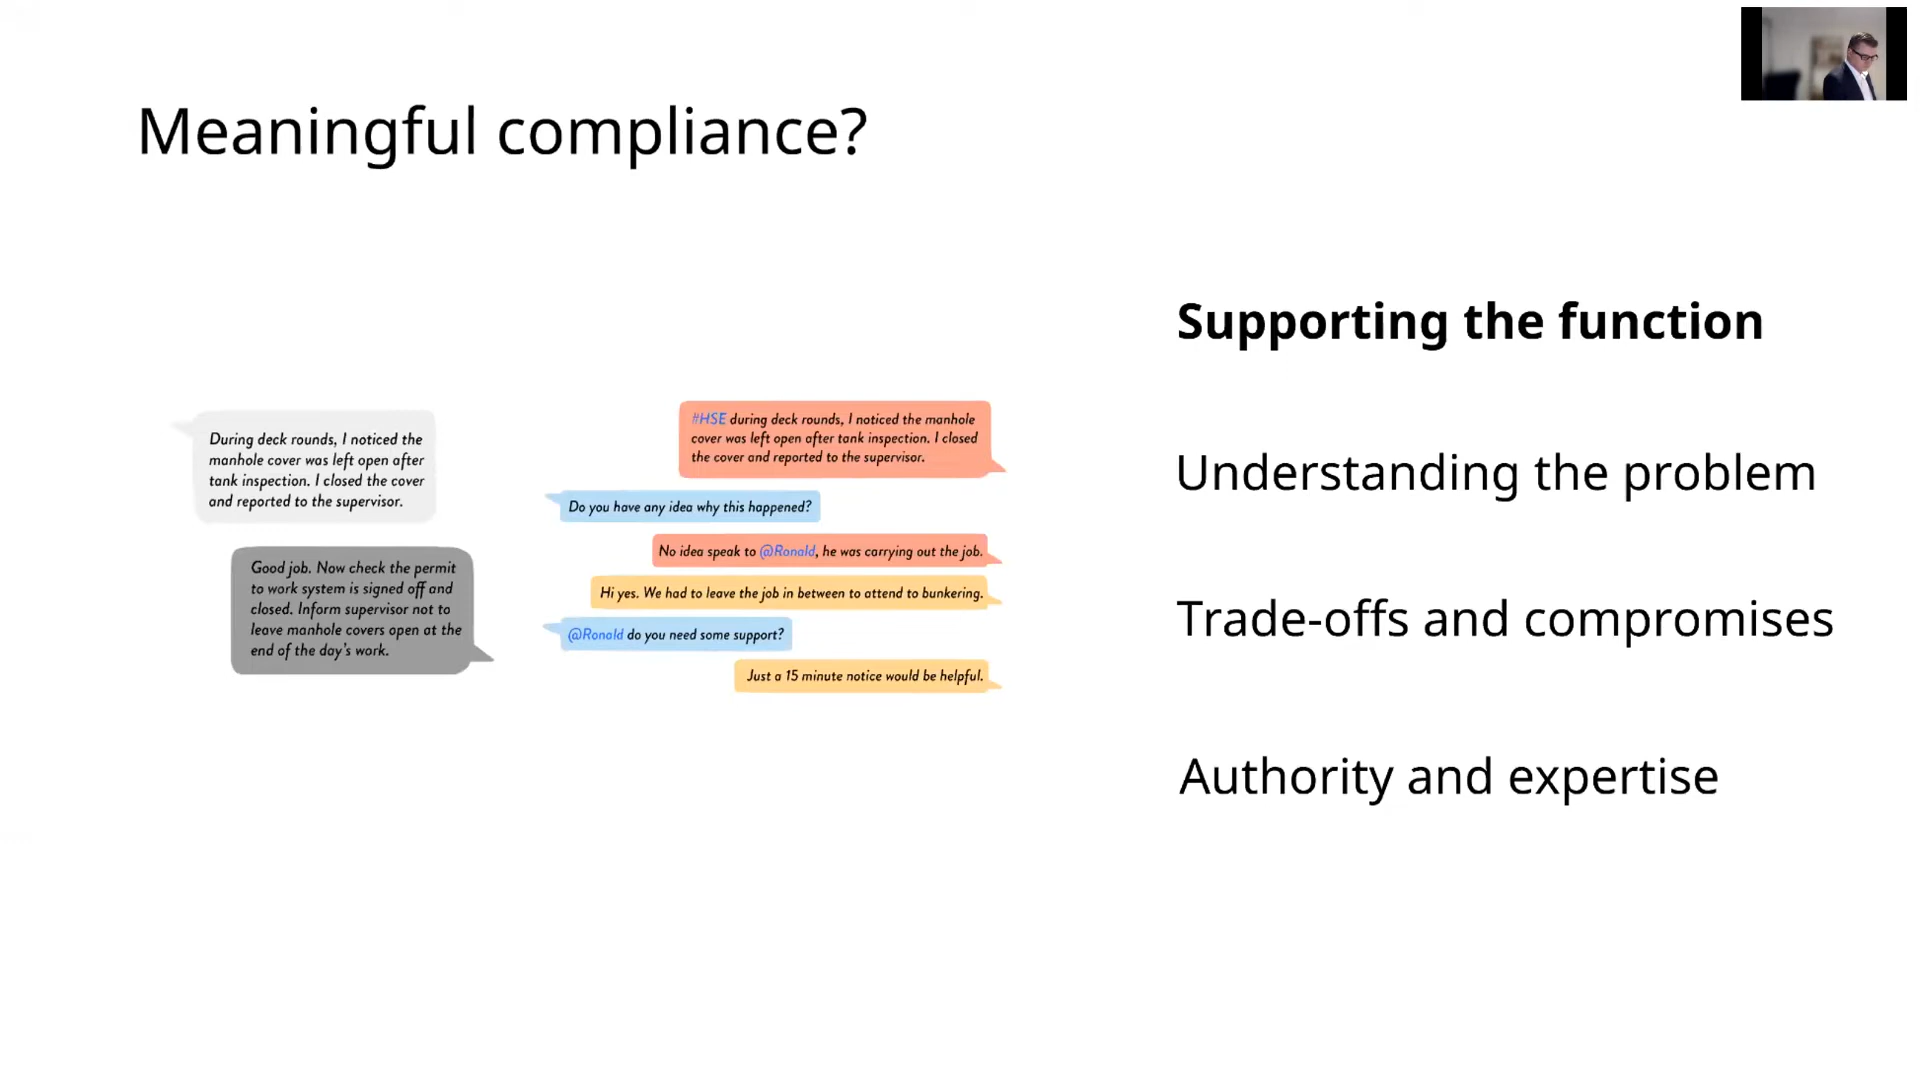 Meaningful compliance?
During deck rounds, I noticed the
manhole cover was left open after
tank inspection. I closed the cover
and reported to the supervisor.
Good job. Now check the permit
to work system is signed off and
closed. Inform supervisor not to
leave manhole covers open at the
end of the day's work.
#HSE during deck rounds, I noticed the manhole
cover was left open after tank inspection. I closed
the cover and reported to the supervisor.
Do you have any idea why this happened?
No idea speak to @Ronald, he was carrying out the job.
Hi yes. We had to leave the job in between to attend to bunkering.
@Ronald do you need some support?
Just a 15 minute notice would be helpful.
Supporting the function
Understanding the problem
Trade-offs and compromises
Authority and expertise